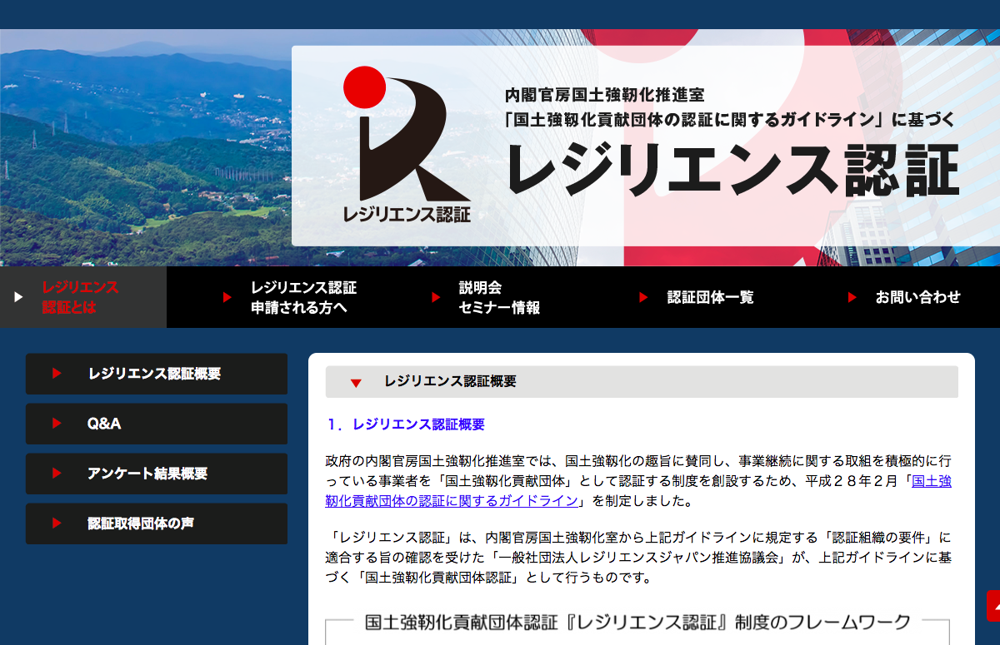 内閣官房国土強靭化推進室
「国土強靱化貢献団体の認証に関するガイドライン」に基づく
レジリエンス認証
レジリエンス認証
レジリエンス
認証とは
レジリエンス認証
申請される方へ
説明会
セミナー情報
認証団体一覧
お問い合わせ
レジリエンス認証概要
Q&A
アンケート結果概要
認証取得団体の声
レジリエンス認証概要
１．レジリエンス認証概要
政府の内閣官房国土強靭化推進室では、国土強靭化の趣旨に賛同し、事業継続に関する取組を積極的に行
っている事業者を「国土強靭化貢献団体」として認証する制度を創設するため、平成２８年２月「国土強
靭化貢献団体の認証に関するガイドライン」を制定しました。
「レジリエンス認証」は、内閣官房国土強靭化室から上記ガイドラインに規定する「認証組織の要件」に
適合する旨の確認を受けた「一般社団法人レジリエンスジャパン推進協議会」が、上記ガイドラインに基
づく「国土強靭化貢献団体認証」として行うものです。
国土強靭化貢献団体認証『レジリエンス認証』制度のフレームワーク